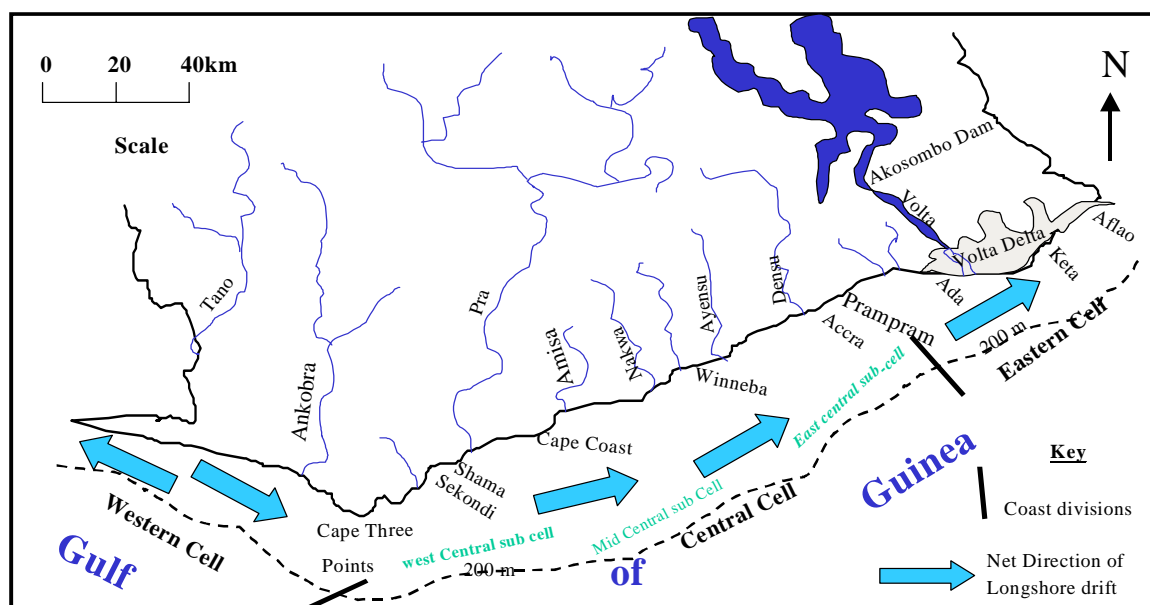 0 20 40km
Scale
N
Akosombo Dam
Volta
Volta Delta
Aflao
Keta
Ada
Tano
Ankobra
Pra
Amisa
Nakwa
Ayensu
Densu
Prampram
Accra
Winneba
Cape Coast
Shama
Sekondi
Cape Three
Points
200 m
Eastern Cell
East central sub-cell
Mid Central sub Cell
Central Cell
west Central sub cell
200 m
Western Cell
Gulf
of
Guinea
Key
Coast divisions
Net Direction of
Longshore drift